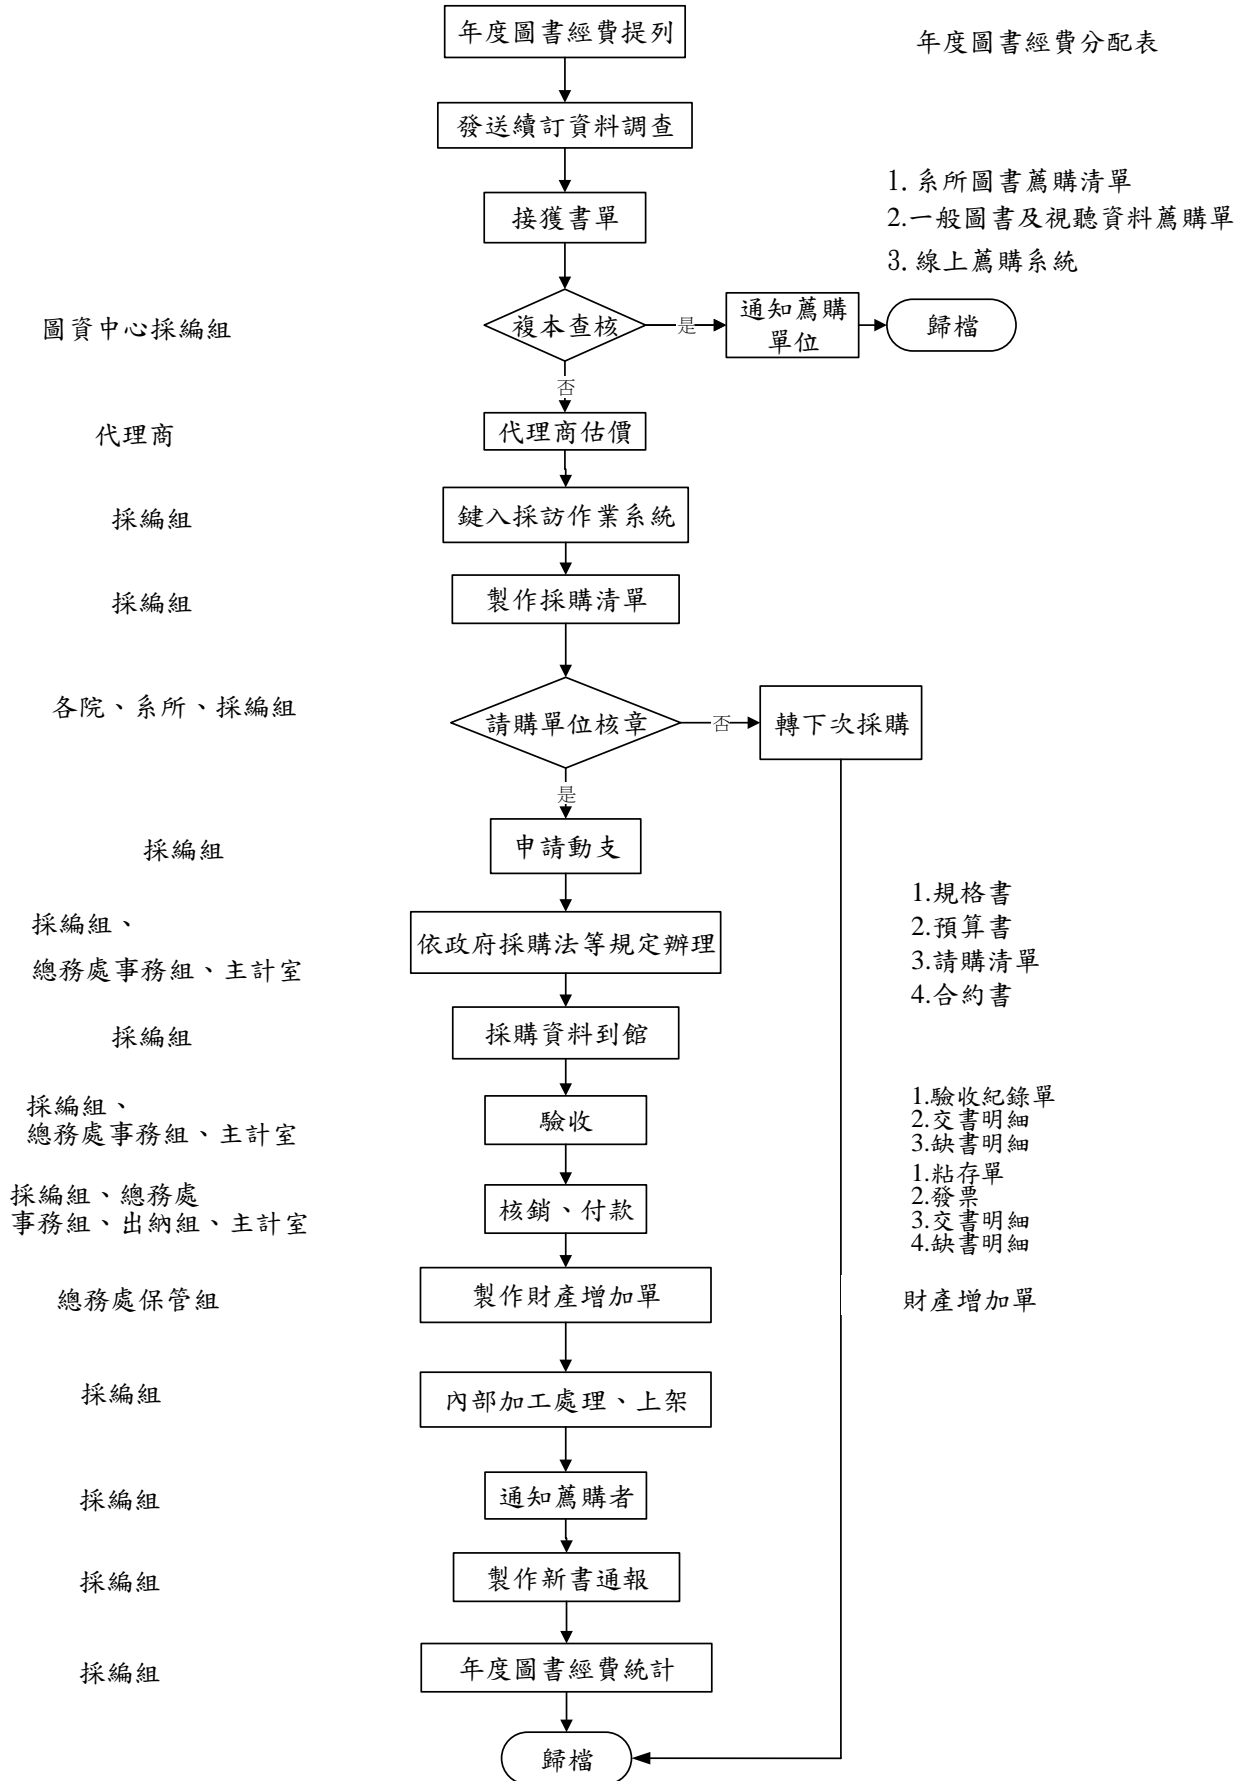 年度圖書經費提列
年度圖書經費分配表
發送續訂資料調查
接獲書單
1. 系所圖書薦購清單
2.一般圖書及視聽資料薦購單
3. 線上薦購系統
圖資中心採編組
複本查核
是
通知薦購
單位
歸檔
否
代理商
代理商估價
採編組
鍵入採訪作業系統
採編組
製作採購清單
各院、系所、採編組
請購單位核章
否
轉下次採購
是
採編組
申請動支
採編組、
總務處事務組、主計室
依政府採購法等規定辦理
1.規格書
2.預算書
3.請購清單
4.合約書
採編組
採購資料到館
採編組、
總務處事務組、主計室
驗收
1.驗收紀錄單
2.交書明細
3.缺書明細
採編組、總務處
事務組、出納組、主計室
核銷、付款
1.粘存單
2.發票
3.交書明細
4.缺書明細
總務處保管組
製作財產增加單
財產增加單
採編組
內部加工處理、上架
採編組
通知薦購者
採編組
製作新書通報
採編組
年度圖書經費統計
歸檔